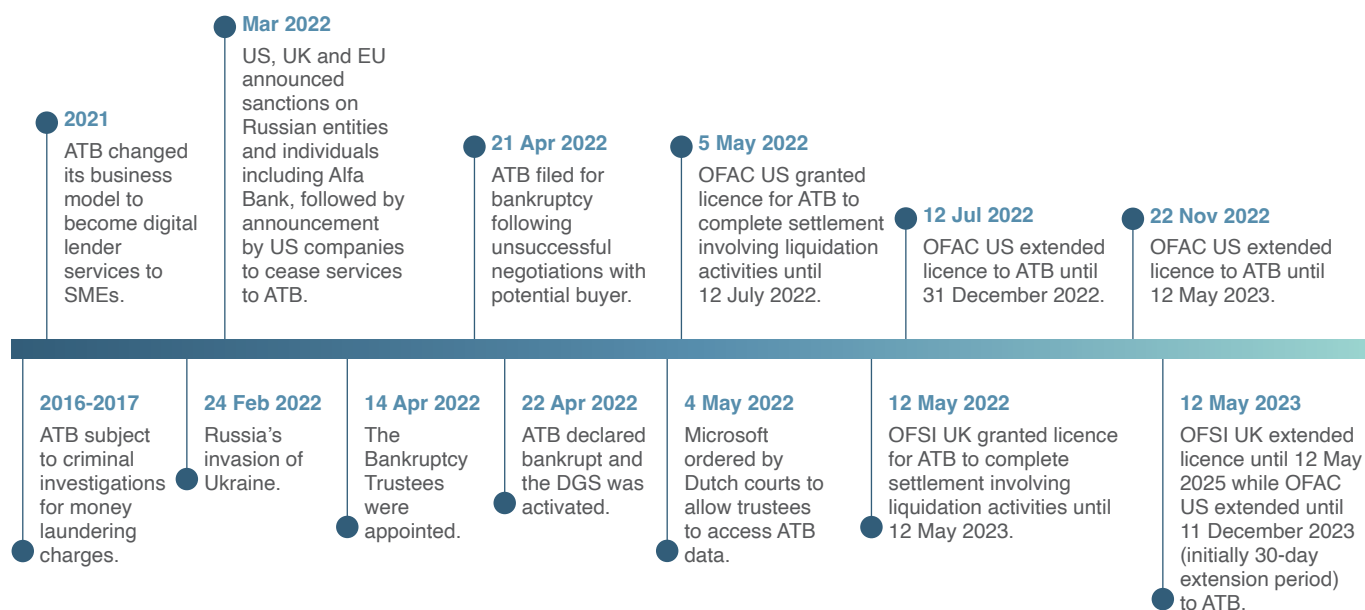 Mar 2022
US, UK and EU
announced
sanctions on
Russian entities
and individuals
including Alfa
Bank, followed by
announcement
by US companies
to cease services
to ATB.
2021
ATB changed
its business
model to
become digital
lender
services to
SMEs.
21 Apr 2022
ATB filed for
bankruptcy
following
unsuccessful
negotiations with
potential buyer.
5 May 2022
OFAC US granted
licence for ATB to
complete settlement
involving liquidation
activities until
12 July 2022.
12 Jul 2022
OFAC US extended
licence to ATB until
31 December 2022.
22 Nov 2022
OFAC US extended
licence to ATB until
12 May 2023.
2016-2017
ATB subject
to criminal
investigations
for money
laundering
charges.
24 Feb 2022
Russia’s
invasion of
Ukraine.
14 Apr 2022
The
Bankruptcy
Trustees
were
appointed.
22 Apr 2022
ATB declared
bankrupt and
the DGS was
activated.
4 May 2022
Microsoft
ordered by
Dutch courts to
allow trustees
to access ATB
data.
12 May 2022
OFSI UK granted licence
for ATB to complete
settlement involving
liquidation activities until
12 May 2023.
12 May 2023
OFSI UK extended
licence until 12 May
2025 while OFAC
US extended until
11 December 2023
(initially 30-day
extension period)
to ATB.